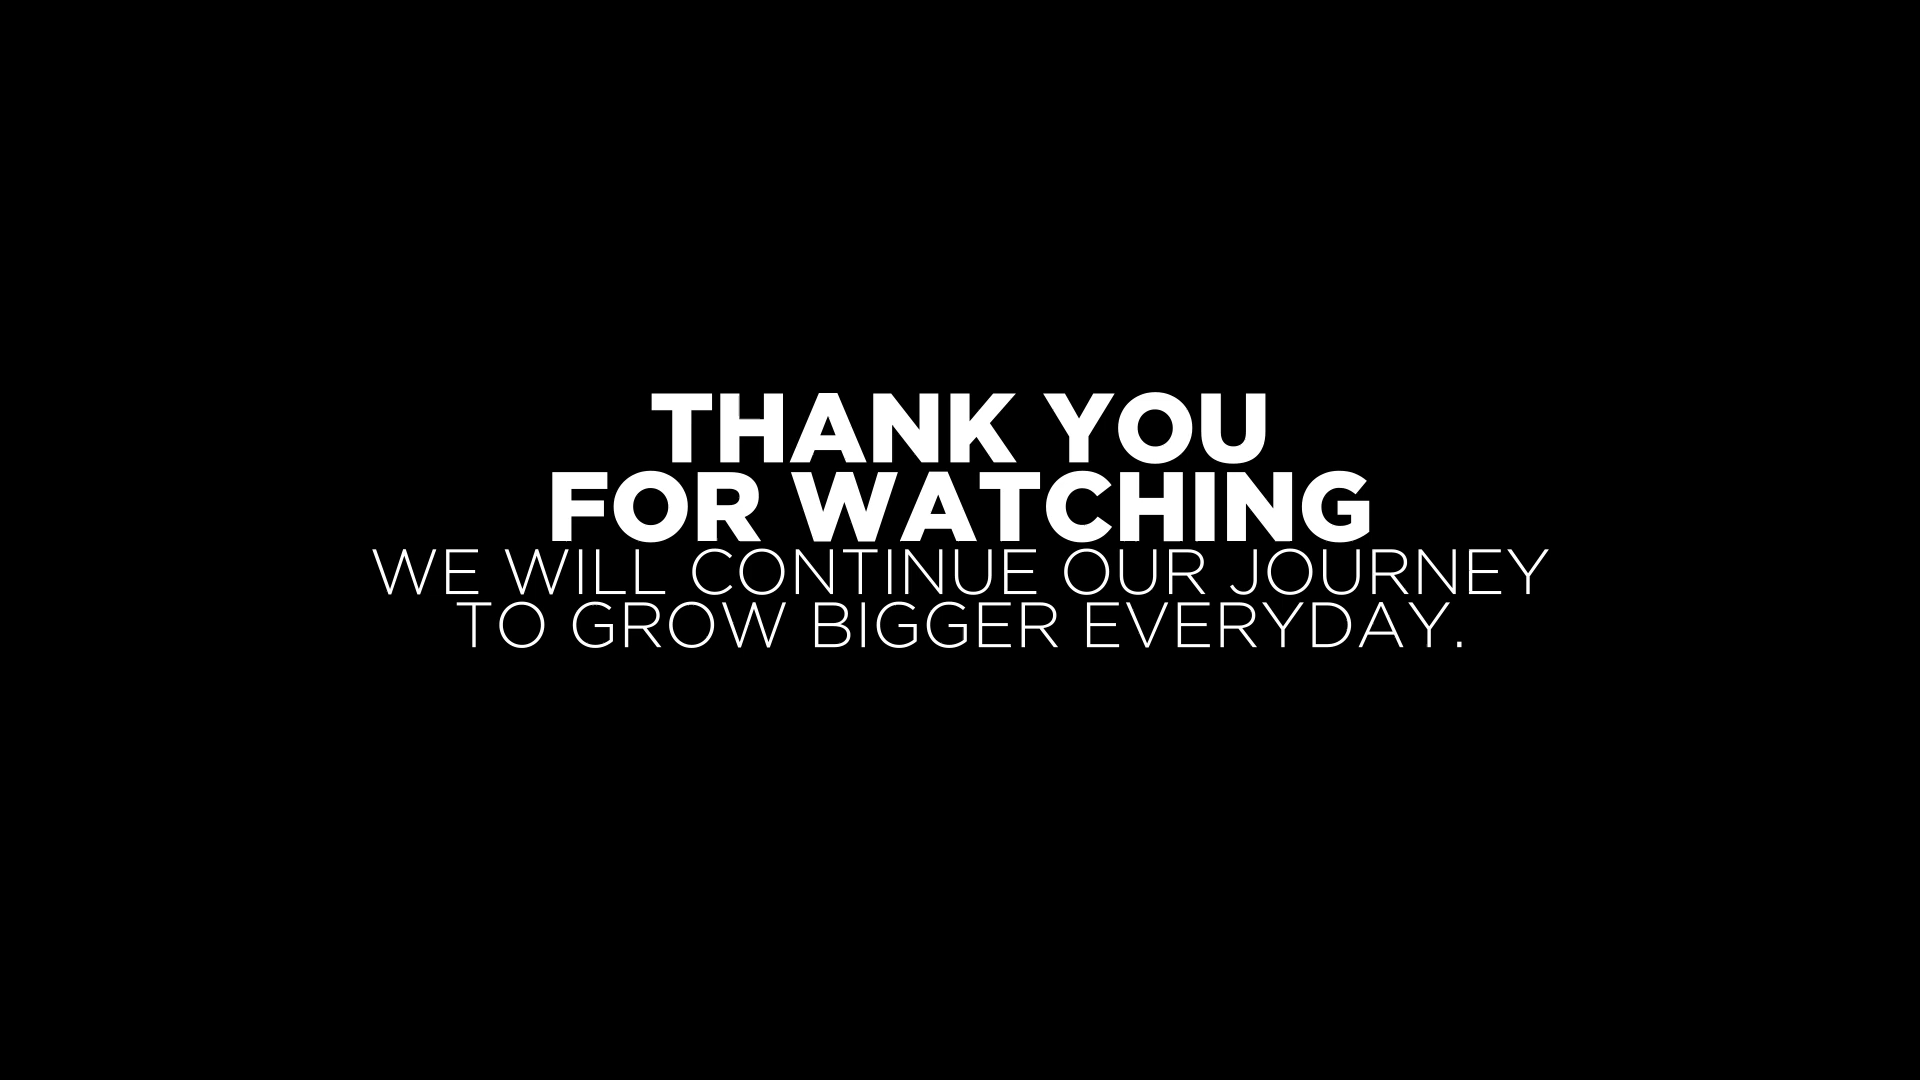 THANK YOU
FOR WATCHING
WE WILL CONTINUE OUR JOURNEY
TO GROW BIGGER EVERYDAY.